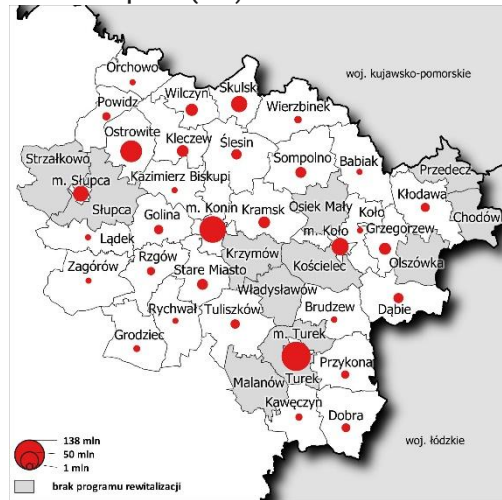 Orchowo
woj. kujawsko-pomorskie
Skulsk
Wilczyn
Powidz
Wierzbinek
Ostrowite
Kleczew
Ślesin
Strzałkowo
Sompolno
Babiak
Przedecz
m. Słupca
Kazimierz Biskupi
Kłodawa
Słupca
Golina
m. Konin
Kramsk
Osiek Mały
Koło
Chodów
m. Koło
Grzegorzew
Lądek
Rzgów
Krzymów
Kościelec
Olszówka
Zagórów
Stare Miasto
Władysławów
Dąbie
Rychwał
Tuliszków
Brudzew
Grodziec
m. Turek
Przykona
Malanów
Turek
Kawęczyn
Dobra
woj. łódzkie
138 mln
50 mln
1 mln
brak programu rewitalizacji